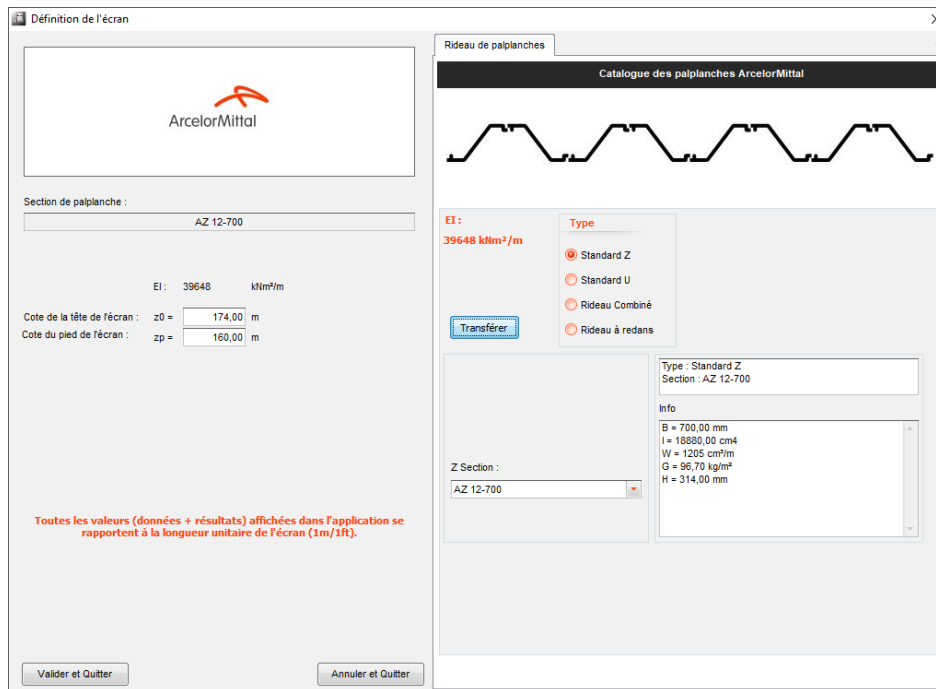 Définition de l'écran
ArcelorMittal
Section de palplanche :
AZ 12-700
EI : 39648 kNm²/m
Cote de la tête de l'écran : z0 = 174,00 m
Cote du pied de l'écran : zp = 160,00 m
Toutes les valeurs (données + résultats) affichées dans l'application se
rapportent à la longueur unitaire de l'écran (1m/1ft).
Valider et Quitter
Annuler et Quitter
Rideau de palplanches
Catalogue des palplanches ArcelorMittal
EI :
39648 kNm²/m
Transférer
Type
Standard Z
Standard U
Rideau Combiné
Rideau à redans
Z Section :
AZ 12-700
Type : Standard Z
Section : AZ 12-700
Info
B = 700,00 mm
I = 18880,00 cm4
W = 1205 cm³/m
G = 96,70 kg/m²
H = 314,00 mm